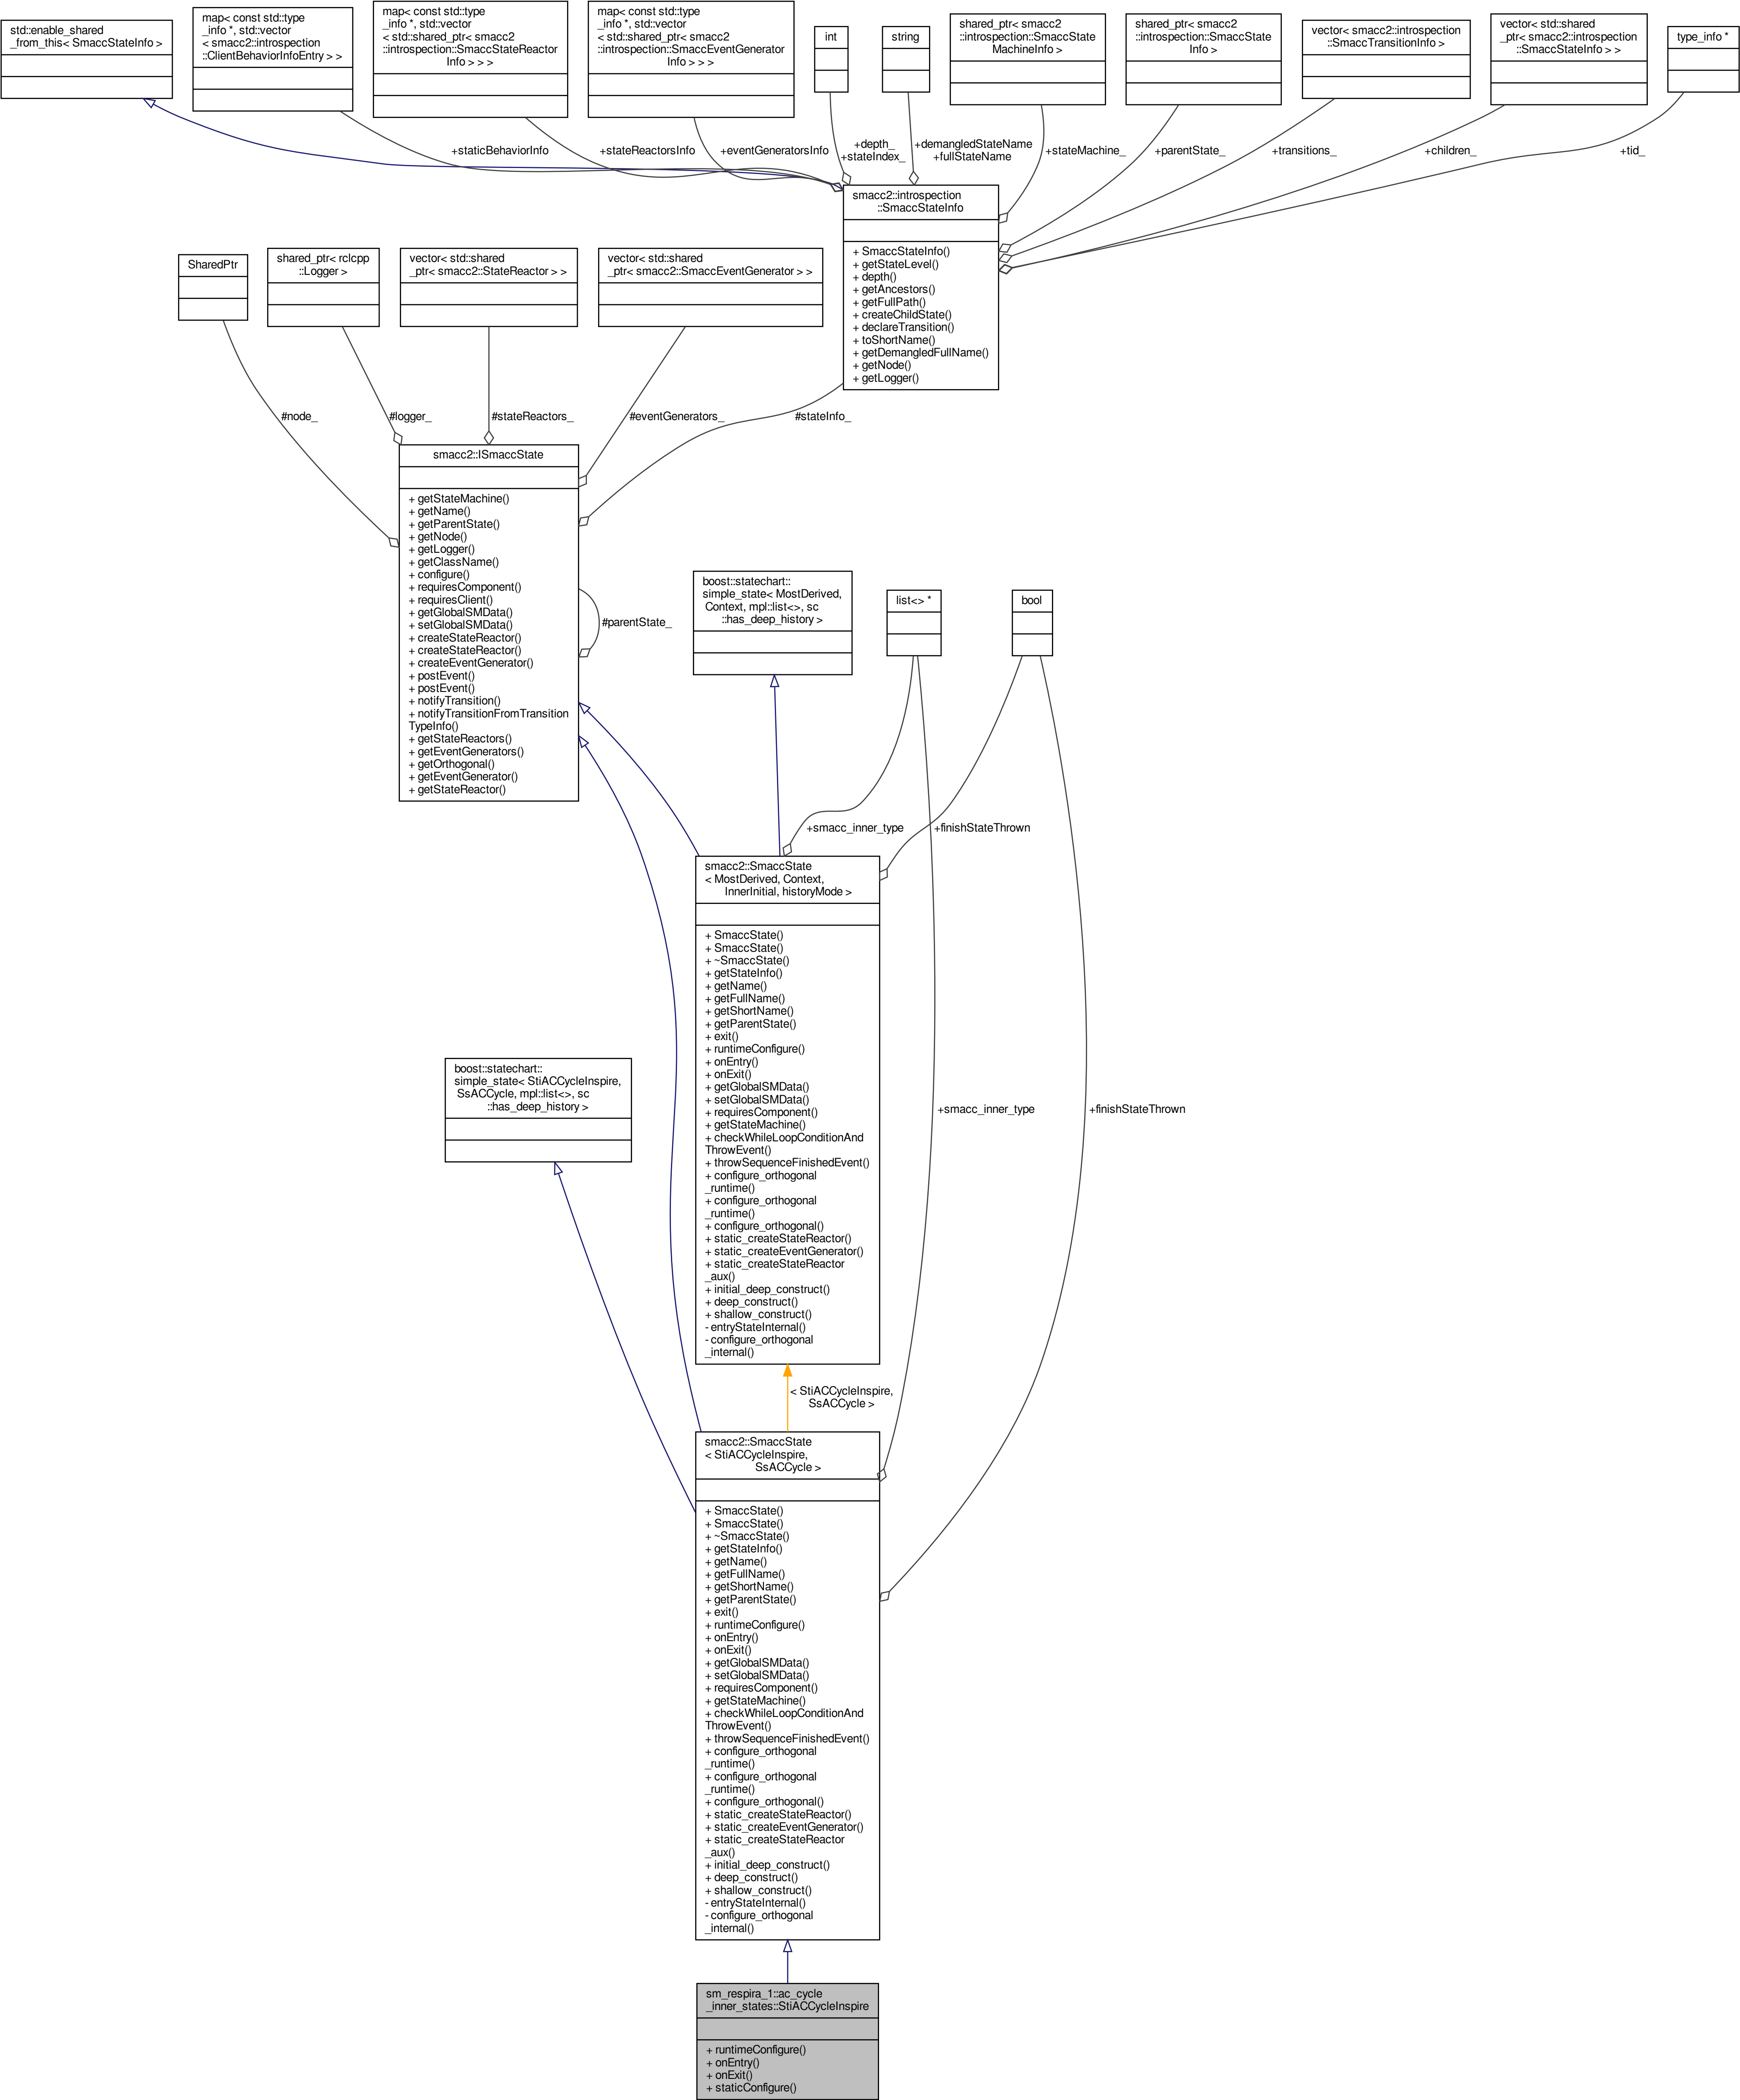 std::enable_shared
_from_this< SmaccStateInfo >
map< const std::type
_info *, std::vector
< smacc2::introspection
::ClientBehaviorInfoEntry > >
map< const std::type
_info *, std::vector
< std::shared_ptr< smacc2
::introspection::SmaccStateReactor
Info > > >
map< const std::type
_info *, std::vector
< std::shared_ptr< smacc2
::introspection::SmaccEventGenerator
Info > > >
int
string
shared_ptr< smacc2
::introspection::SmaccState
MachineInfo >
shared_ptr< smacc2
::introspection::SmaccState
Info >
vector< smacc2::introspection
::SmaccTransitionInfo >
vector< std::shared
_ptr< smacc2::introspection
::SmaccStateInfo > >
type_info *
+staticBehaviorInfo
+stateReactorsInfo
+eventGeneratorsInfo
+depth_
+stateIndex_
+demangledStateName
+fullStateName
+stateMachine_
+parentState_
+transitions_
+children_
+tid_
smacc2::introspection
::SmaccStateInfo
+ SmaccStateInfo()
+ getStateLevel()
+ depth()
+ getAncestors()
+ getFullPath()
+ createChildState()
+ declareTransition()
+ toShortName()
+ getDemangledFullName()
+ getNode()
+ getLogger()
SharedPtr
shared_ptr< rclcpp
::Logger >
vector< std::shared
_ptr< smacc2::StateReactor > >
vector< std::shared
_ptr< smacc2::SmaccEventGenerator > >
#node_
#logger_
#stateReactors_
#eventGenerators_
#stateInfo_
smacc2::ISmaccState
+ getStateMachine()
+ getName()
+ getParentState()
+ getNode()
+ getLogger()
+ getClassName()
+ configure()
+ requiresComponent()
+ requiresClient()
+ getGlobalSMData()
+ setGlobalSMData()
+ createStateReactor()
+ createStateReactor()
+ createEventGenerator()
+ postEvent()
+ postEvent()
+ notifyTransition()
+ notifyTransitionFromTransition
TypeInfo()
+ getStateReactors()
+ getEventGenerators()
+ getOrthogonal()
+ getEventGenerator()
+ getStateReactor()
#parentState_
boost::statechart::
simple_state< MostDerived,
Context, mpl::list<>, sc
::has_deep_history >
list<> *
bool
+smacc_inner_type
+finishStateThrown
smacc2::SmaccState
< MostDerived, Context,
InnerInitial, historyMode >
+ SmaccState()
+ SmaccState()
+ ~SmaccState()
+ getStateInfo()
+ getName()
+ getFullName()
+ getShortName()
+ getParentState()
+ exit()
+ runtimeConfigure()
+ onEntry()
+ onExit()
+ getGlobalSMData()
+ setGlobalSMData()
+ requiresComponent()
+ getStateMachine()
+ checkWhileLoopConditionAnd
ThrowEvent()
+ throwSequenceFinishedEvent()
+ configure_orthogonal
_runtime()
+ configure_orthogonal
_runtime()
+ configure_orthogonal()
+ static_createStateReactor()
+ static_createEventGenerator()
+ static_createStateReactor
_aux()
+ initial_deep_construct()
+ deep_construct()
+ shallow_construct()
- entryStateInternal()
- configure_orthogonal
_internal()
boost::statechart::
simple_state< StiACCycleInspire,
SsACCycle, mpl::list<>, sc
::has_deep_history >
+smacc_inner_type
+finishStateThrown
< StiACCycleInspire,
SsACCycle >
smacc2::SmaccState
< StiACCycleInspire,
SsACCycle >
+ SmaccState()
+ SmaccState()
+ ~SmaccState()
+ getStateInfo()
+ getName()
+ getFullName()
+ getShortName()
+ getParentState()
+ exit()
+ runtimeConfigure()
+ onEntry()
+ onExit()
+ getGlobalSMData()
+ setGlobalSMData()
+ requiresComponent()
+ getStateMachine()
+ checkWhileLoopConditionAnd
ThrowEvent()
+ throwSequenceFinishedEvent()
+ configure_orthogonal
_runtime()
+ configure_orthogonal
_runtime()
+ configure_orthogonal()
+ static_createStateReactor()
+ static_createEventGenerator()
+ static_createStateReactor
_aux()
+ initial_deep_construct()
+ deep_construct()
+ shallow_construct()
- entryStateInternal()
- configure_orthogonal
_internal()
sm_respira_1::ac_cycle
_inner_states::StiACCycleInspire
+ runtimeConfigure()
+ onEntry()
+ onExit()
+ staticConfigure()